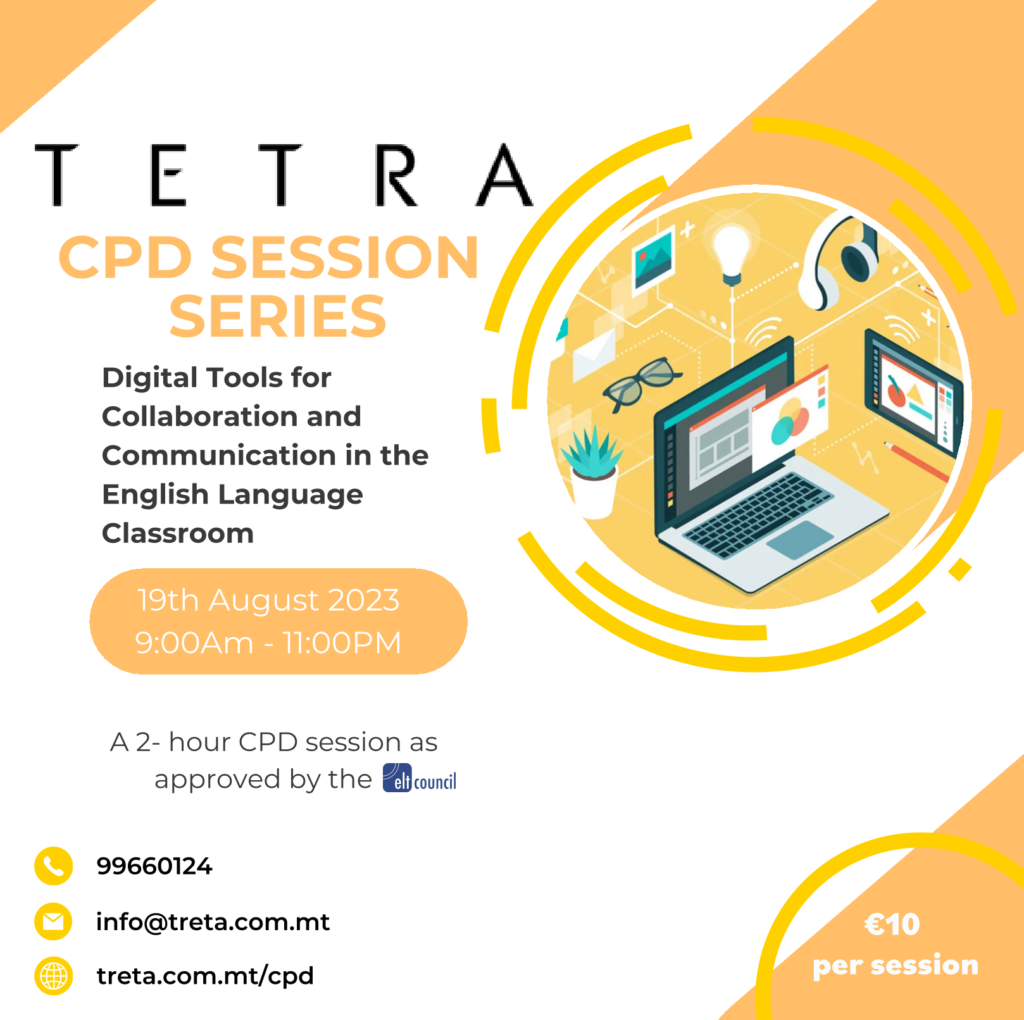 TETRA
CPD SESSION
SERIES
Digital Tools for
Collaboration and
Communication in the
English Language
Classroom
19th August 2023
9:00Am - 11:00PM
A 2- hour CPD session as
approved by the elt council
99660124
info@treta.com.mt
treta.com.mt/cpd
€10
per session